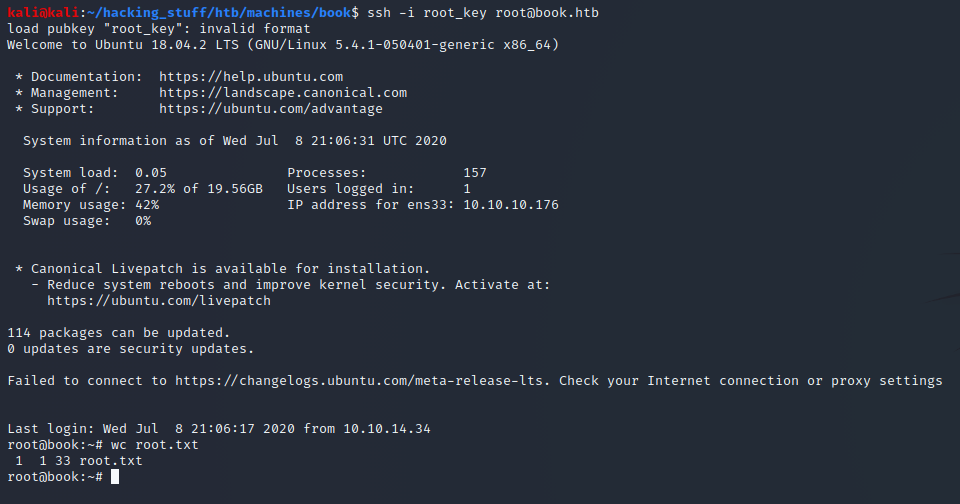 kali@kali:~/hacking_stuff/htb/machines/book$ ssh -i root_key root@book.htb
load pubkey "root_key": invalid format
Welcome to Ubuntu 18.04.2 LTS (GNU/Linux 5.4.1-050401-generic x86_64)
* Documentation:  https://help.ubuntu.com
* Management:     https://landscape.canonical.com
* Support:        https://ubuntu.com/advantage
System information as of Wed Jul  8 21:06:31 UTC 2020
System load:  0.05               Processes:             157
Usage of /:   27.2% of 19.56GB   Users logged in:       1
Memory usage: 42%                IP address for ens33: 10.10.10.176
Swap usage:   0%
* Canonical Livepatch is available for installation.
- Reduce system reboots and improve kernel security. Activate at:
https://ubuntu.com/livepatch
114 packages can be updated.
0 updates are security updates.
Failed to connect to https://changelogs.ubuntu.com/meta-release-lts. Check your Internet connection or proxy settings
Last login: Wed Jul  8 21:06:17 2020 from 10.10.14.34
root@book:~# wc root.txt
1  1 33 root.txt
root@book:~#